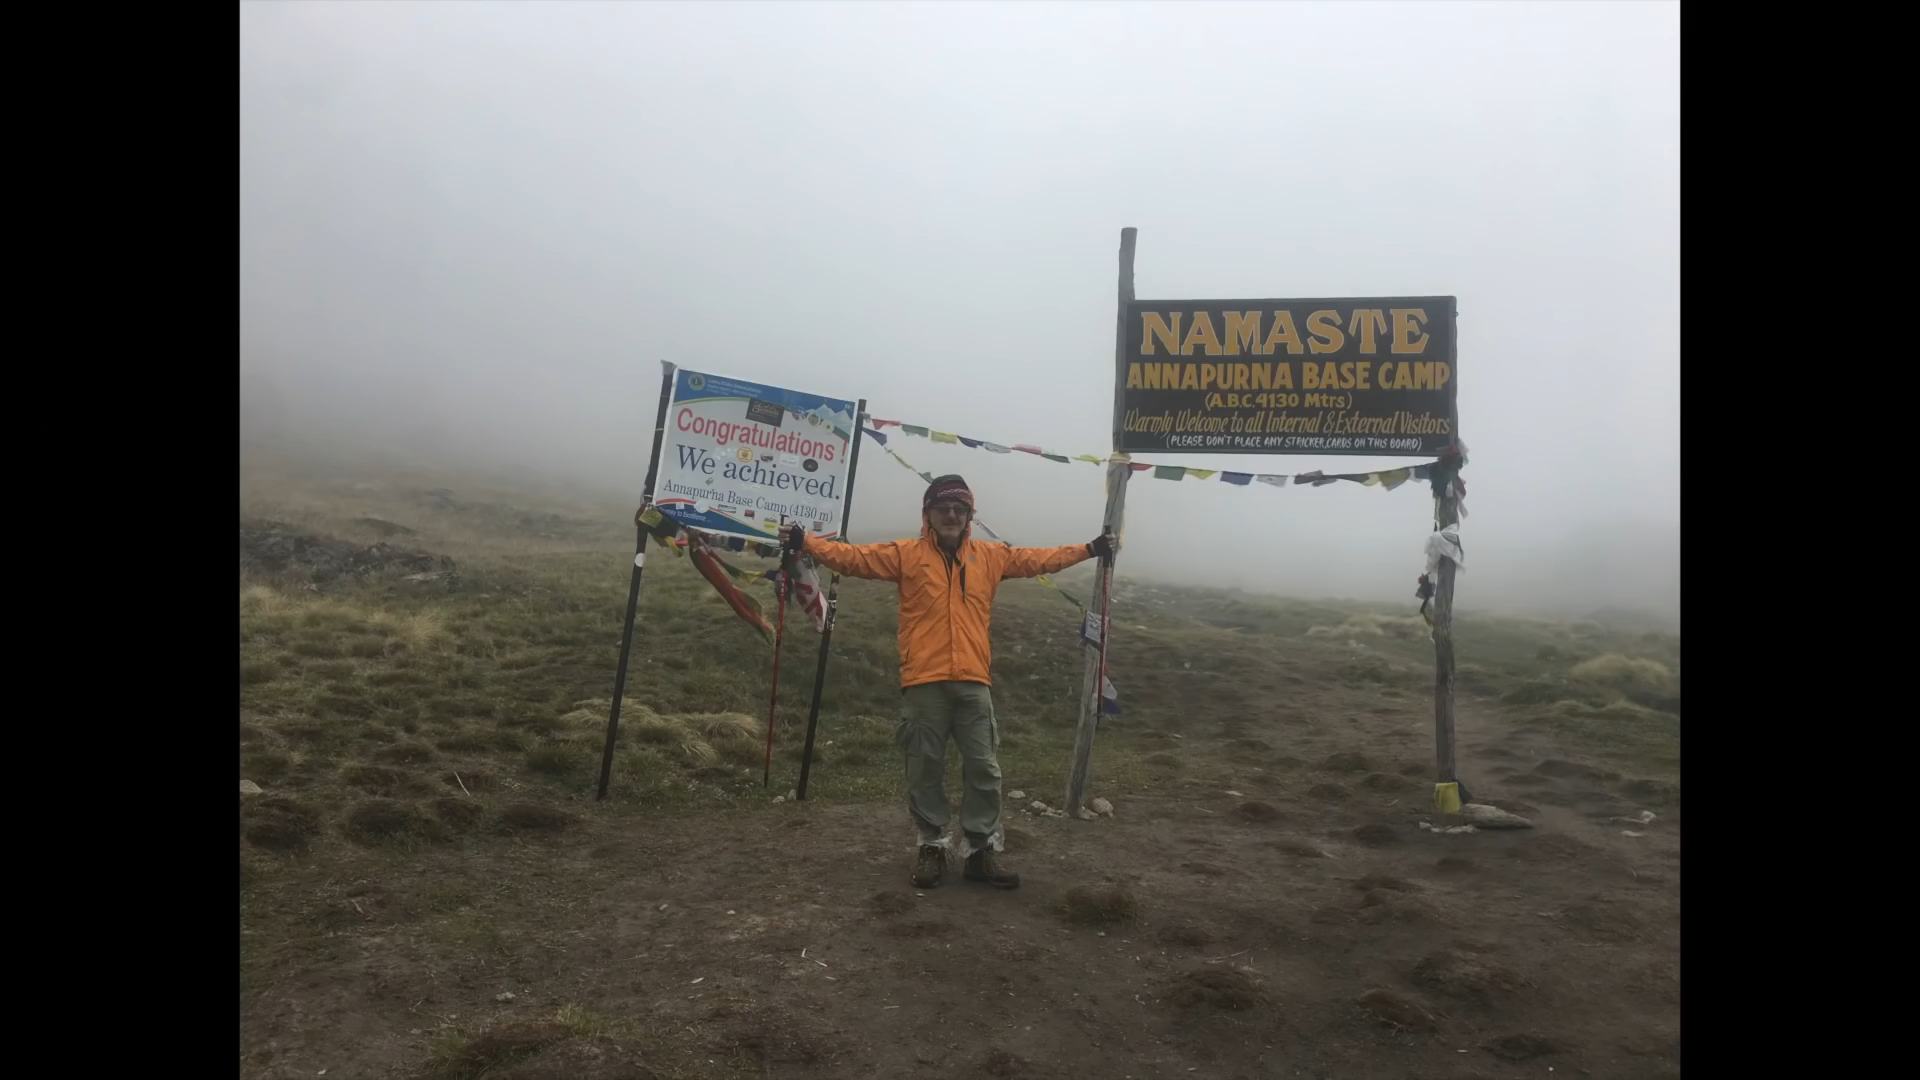 Congratulations !
We achieved.
Annapurna Base Camp (4130 m)
NAMASTE
ANNAPURNA BASE CAMP
(A.B.C. 4130 Mtrs)
Warmly Welcome to all Internal & External Visitors
(PLEASE DON'T PLACE ANY STRICKER,CARDS ON THIS BOARD)